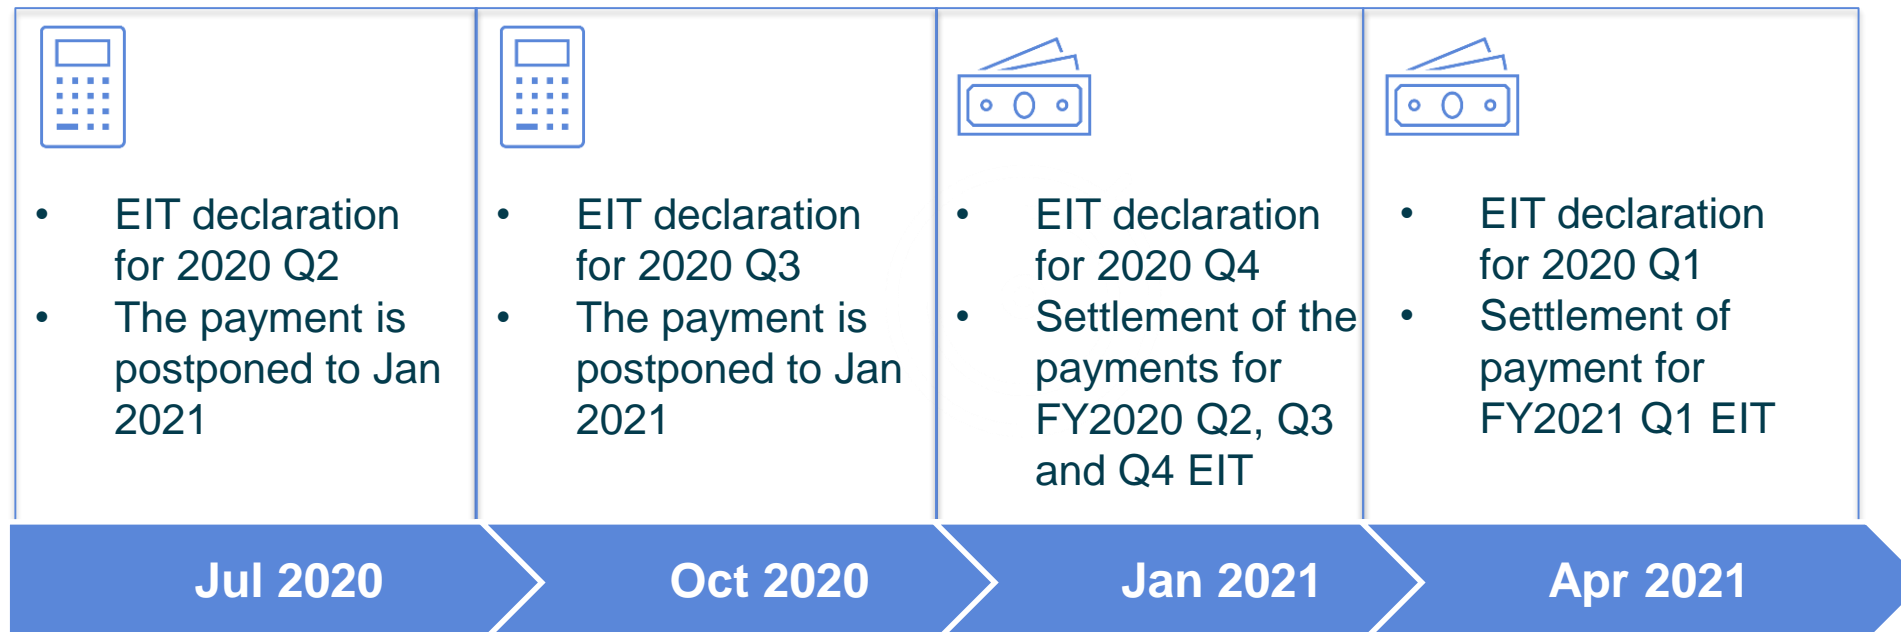 • EIT declaration
for 2020 Q2
• The payment is
postponed to Jan
2021
• EIT declaration
for 2020 Q3
• The payment is
postponed to Jan
2021
• EIT declaration
for 2020 Q4
• Settlement of the
payments for
FY2020 Q2, Q3
and Q4 EIT
• EIT declaration
for 2020 Q1
• Settlement of
payment for
FY2021 Q1 EIT
Jul 2020
Oct 2020
Jan 2021
Apr 2021